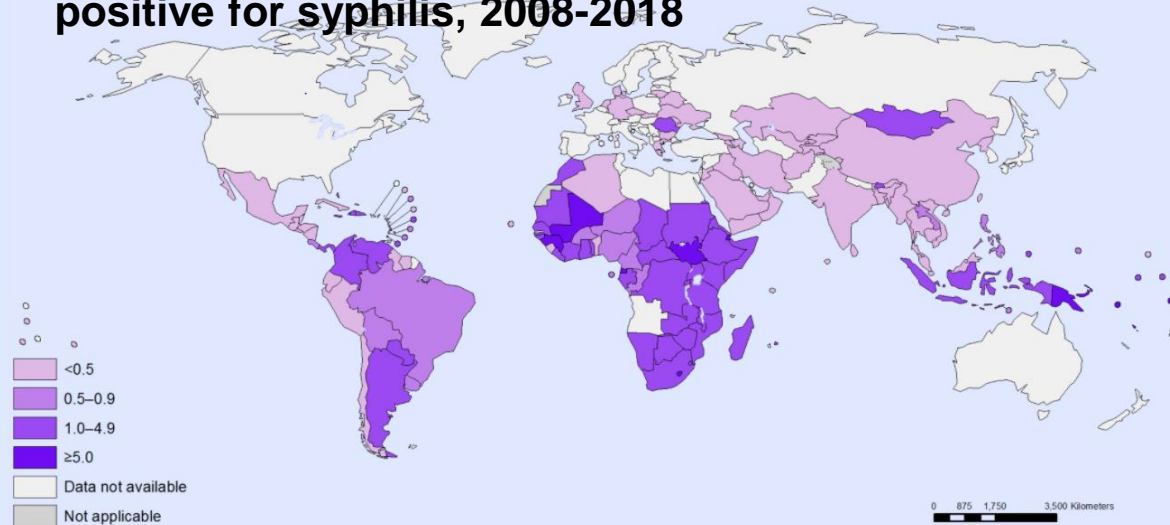 positive for syphilis, 2008-2018
<0.5
0.5–0.9
1.0–4.9
≥5.0
Data not available
Not applicable
0 875 1,750 3,500 Kilometers